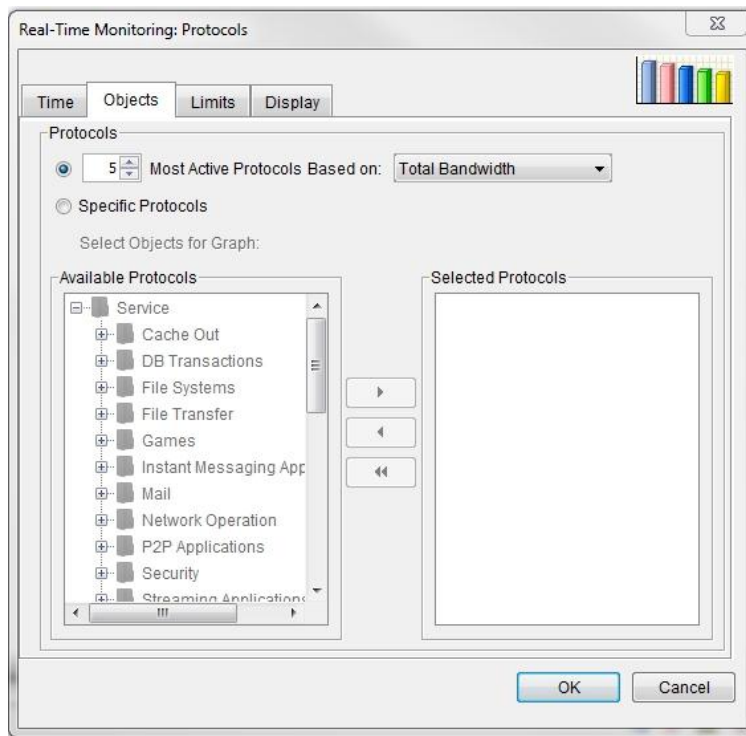 Real-Time Monitoring: Protocols
Time Objects Limits Display
Protocols
5 Most Active Protocols Based on: Total Bandwidth
Specific Protocols
Select Objects for Graph:
Available Protocols Selected Protocols
Service
Cache Out
DB Transactions
File Systems
File Transfer
Games
Instant Messaging App
Mail
Network Operation
P2P Applications
Security
Streaming Applications
OK Cancel